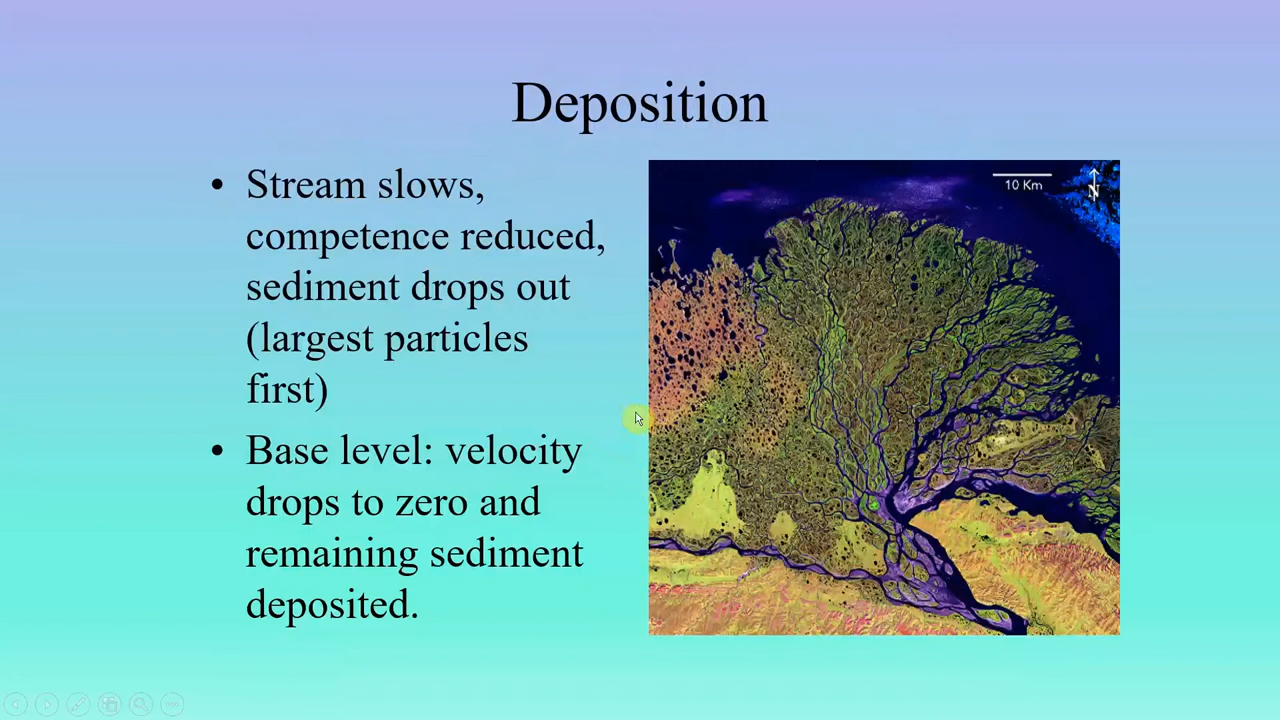 Deposition
• Stream slows,
competence reduced,
sediment drops out
(largest particles
first)
• Base level: velocity
drops to zero and
remaining sediment
deposited.
10 Km
N